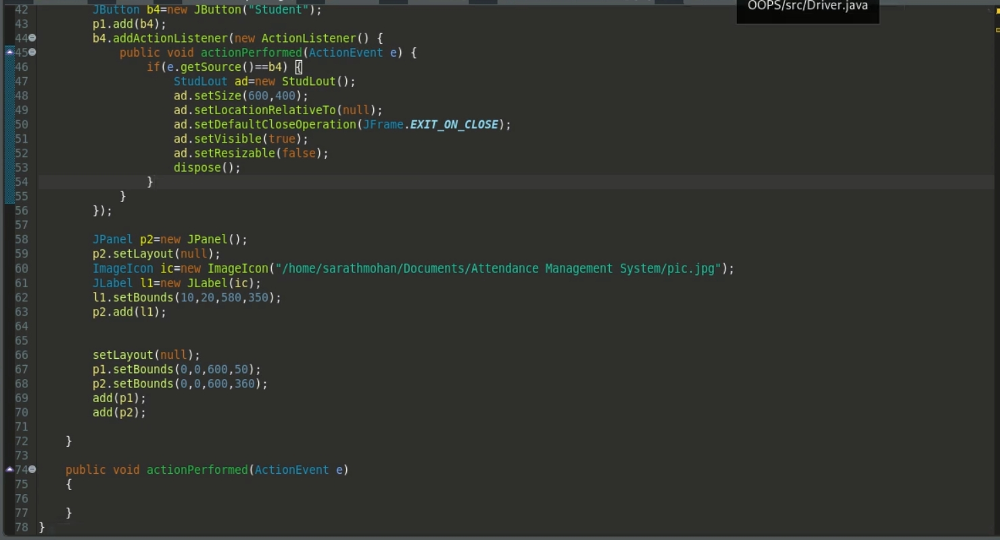 OOPS/src/Driver.java
42 JButton b4=new JButton("Student");
43 p1.add(b4);
44 b4.addActionListener(new ActionListener() {
45 public void actionPerformed(ActionEvent e) {
46 if(e.getSource()==b4) {
47 StudLout ad=new StudLout();
48 ad.setSize(600,400);
49 ad.setLocationRelativeTo(null);
50 ad.setDefaultCloseOperation(JFrame.EXIT_ON_CLOSE);
51 ad.setVisible(true);
52 ad.setResizable(false);
53 dispose();
54 }
55 }
56 });
57
58 JPanel p2=new JPanel();
59 p2.setLayout(null);
60 ImageIcon ic=new ImageIcon("/home/sarathmohan/Documents/Attendance Management System/pic.jpg");
61 JLabel l1=new JLabel(ic);
62 l1.setBounds(10,20,580,350);
63 p2.add(l1);
64
65
66 setLayout(null);
67 p1.setBounds(0,0,600,50);
68 p2.setBounds(0,0,600,360);
69 add(p1);
70 add(p2);
71
72 }
73
74 public void actionPerformed(ActionEvent e)
75 {
76
77 }
78 }